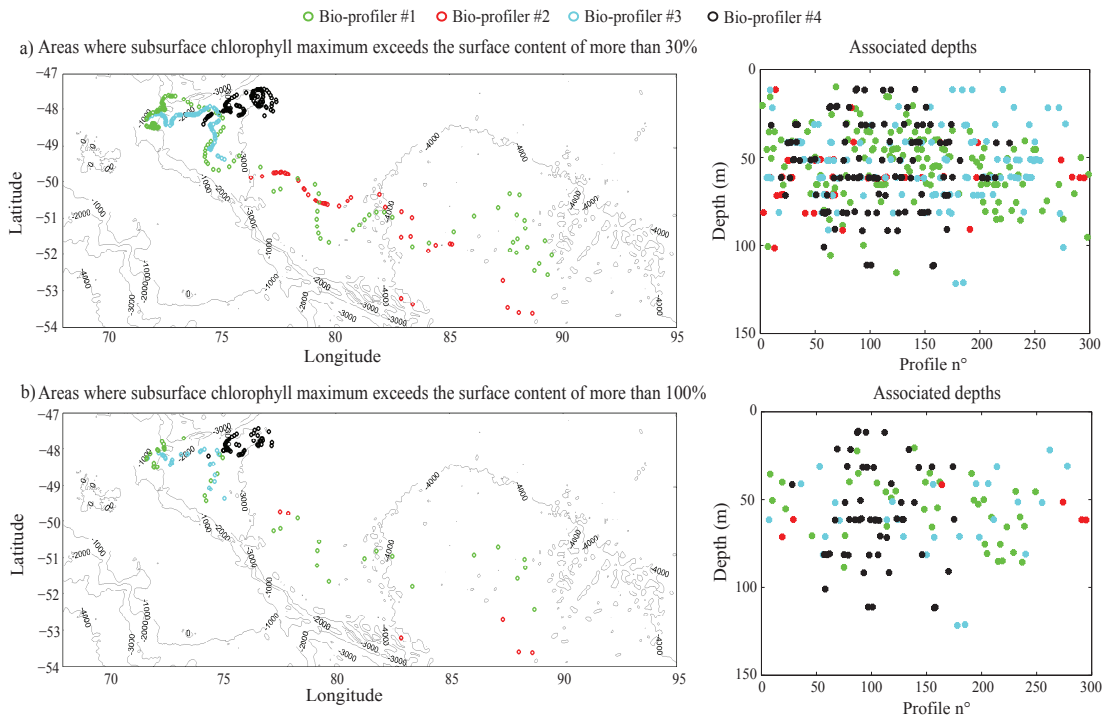 Bio-profiler #1 Bio-profiler #2 Bio-profiler #3 Bio-profiler #4
a) Areas where subsurface chlorophyll maximum exceeds the surface content of more than 30%
Associated depths
Latitude
−47
−48
−49
−50
−51
−52
−53
−54
70 75 80 85 90 95
Longitude
Depth (m)
0
50
100
150
0 50 100 150 200 250 300
Profile n°
b) Areas where subsurface chlorophyll maximum exceeds the surface content of more than 100%
Associated depths
Latitude
−47
−48
−49
−50
−51
−52
−53
−54
70 75 80 85 90 95
Longitude
Depth (m)
0
50
100
150
0 50 100 150 200 250 300
Profile n°